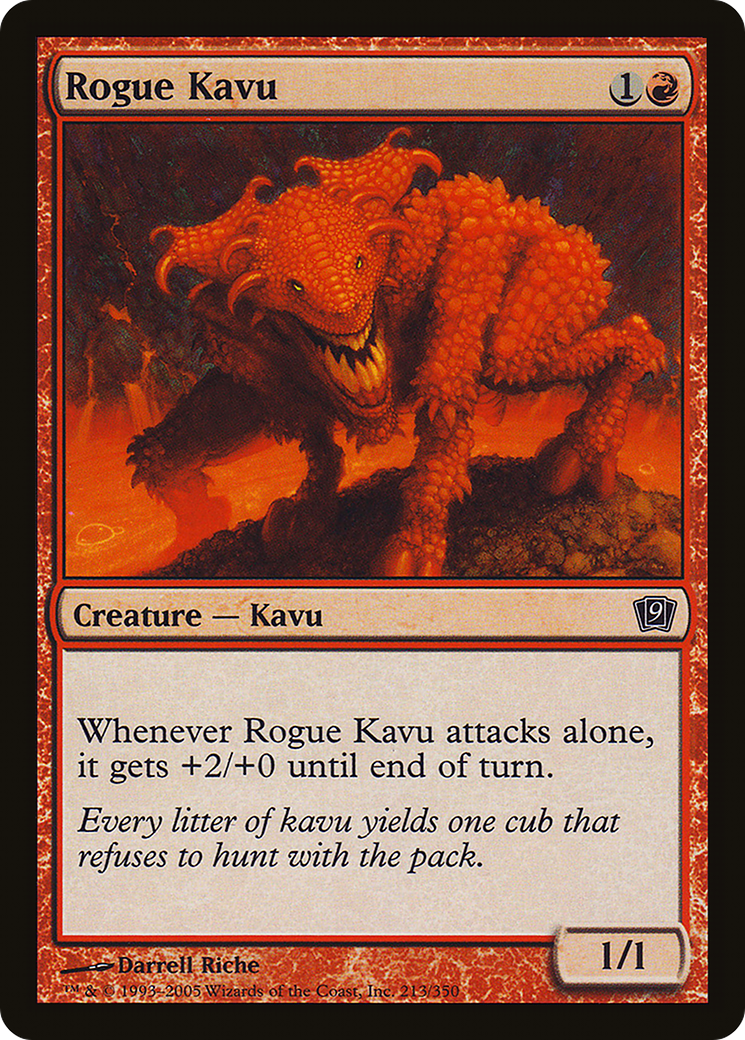 Rogue Kavu
1
Creature — Kavu
9
Whenever Rogue Kavu attacks alone,
it gets +2/+0 until end of turn.
Every litter of kavu yields one cub that
refuses to hunt with the pack.
1/1
Darrell Riche
™ & © 1993–2005 Wizards of the Coast, Inc. 213/350